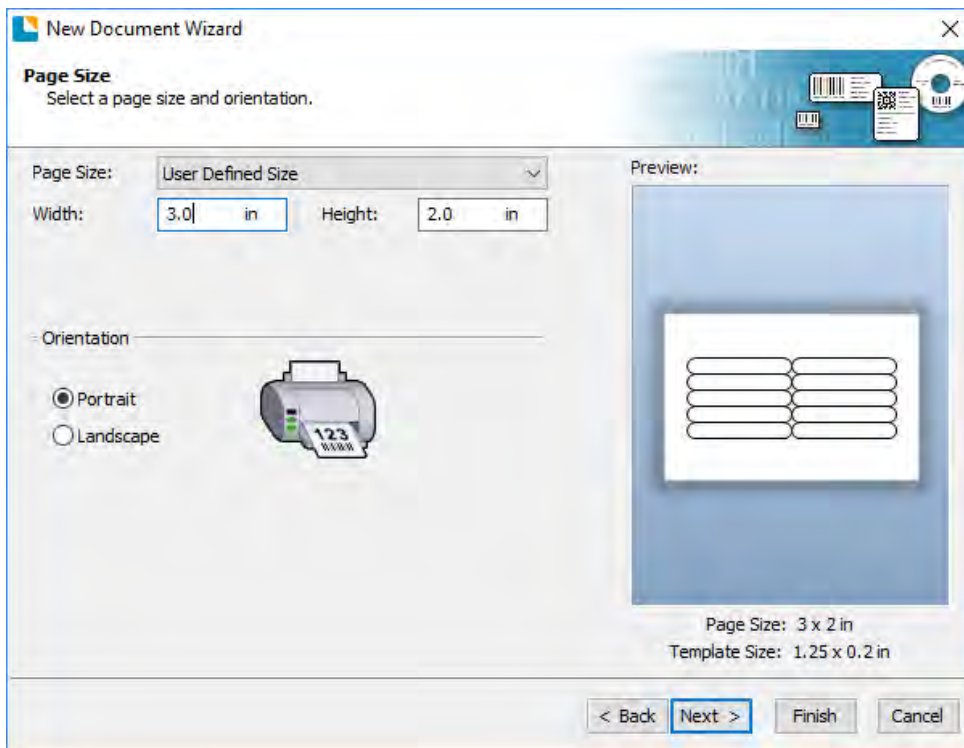 New Document Wizard
Page Size
Select a page size and orientation.
Page Size: User Defined Size
Preview:
Width: 3.0 in Height: 2.0 in
Orientation
Portrait
Landscape
123
Page Size: 3 x 2 in
Template Size: 1.25 x 0.2 in
< Back Next > Finish Cancel